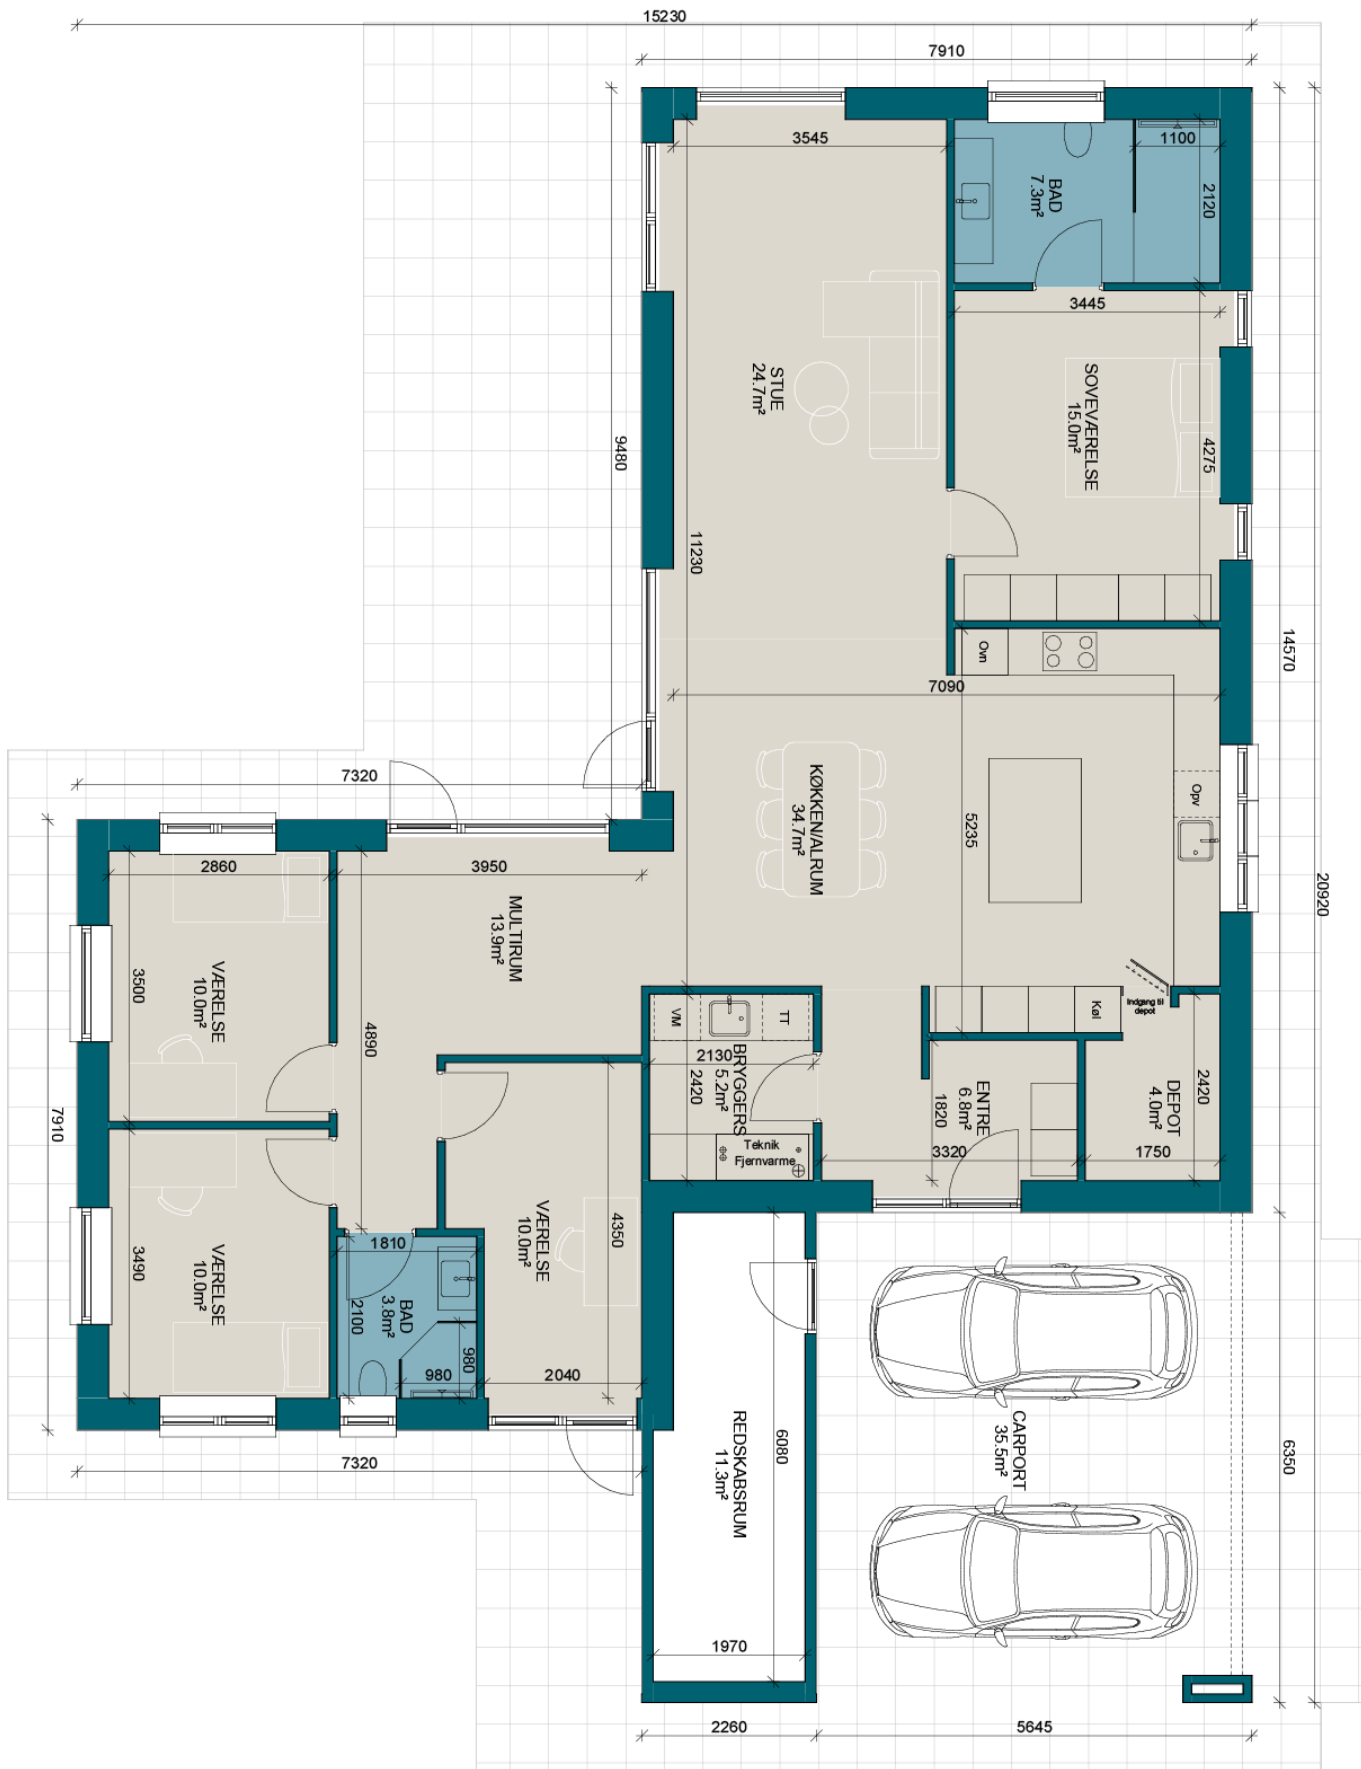 15230
7910
3545
1100
BAD
7.3m²
2120
3445
SOVEVÆRELSE
15.0m²
4275
STUE
24.7m²
9480
11230
14570
20920
Ovn
7090
7320
KØKKEN/ALRUM
34.7m²
5235
Opv
2860
3950
MULTIRUM
13.9m²
VÆRELSE
10.0m²
3500
4890
7910
VM
TT
Køl
Indgang til
depot
2130
BRYGGERS
5.2m²
2420
ENTRE
6.8m²
1820
3320
DEPOT
4.0m²
2420
1750
Teknik
Fjernvarme
VÆRELSE
10.0m²
3490
1810
BAD
3.8m²
2100
980
980
VÆRELSE
10.0m²
4350
2040
7320
REDSKABSRUM
11.3m²
6080
1970
CARPORT
35.5m²
6350
2260
5645